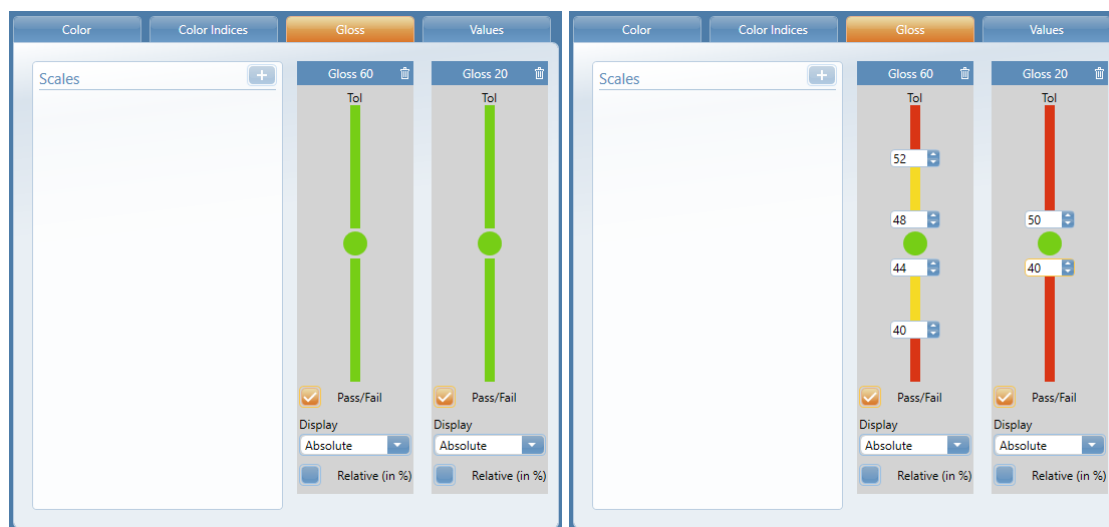 Color Color Indices Gloss Values
Scales
Gloss 60 Gloss 20
Tol Tol
Pass/Fail Pass/Fail
Display Display
Absolute Absolute
Relative (in %) Relative (in %)
Color Color Indices Gloss Values
Scales
Gloss 60 Gloss 20
Tol Tol
52
48 50
44 40
40
Pass/Fail Pass/Fail
Display Display
Absolute Absolute
Relative (in %) Relative (in %)